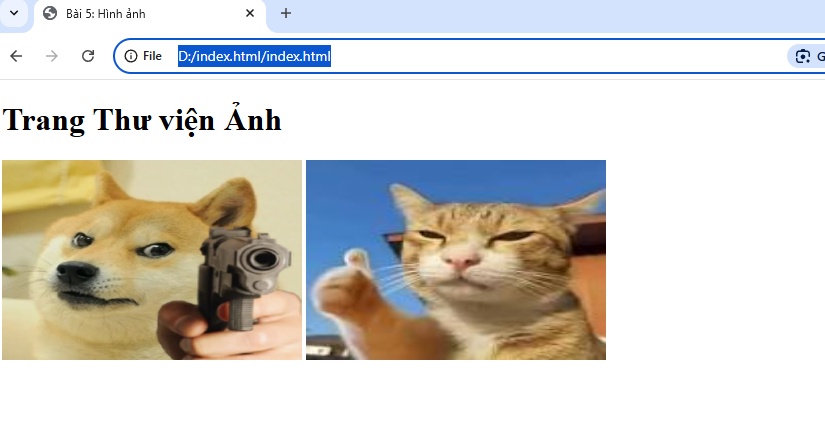 Bài 5: Hình ảnh
File
D:/index.html/index.html
G
Trang Thư viện Ảnh